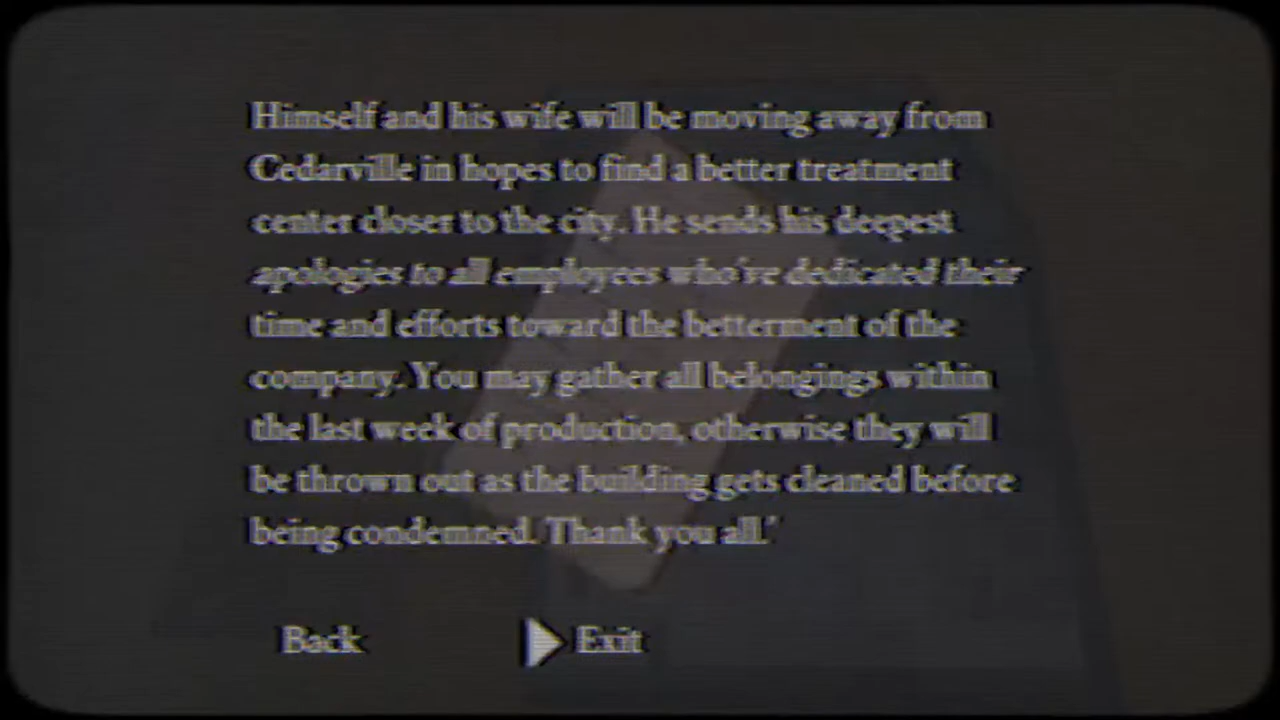 Himself and his wife will be moving away from
Cedarville in hopes to find a better treatment
center closer to the city. He sends his deepest
apologies to all employees who've dedicated their
time and efforts toward the betterment of the
company. You may gather all belongings within
the last week of production, otherwise they will
be thrown out as the building gets cleaned before
being condemned. Thank you all.'
Back Exit